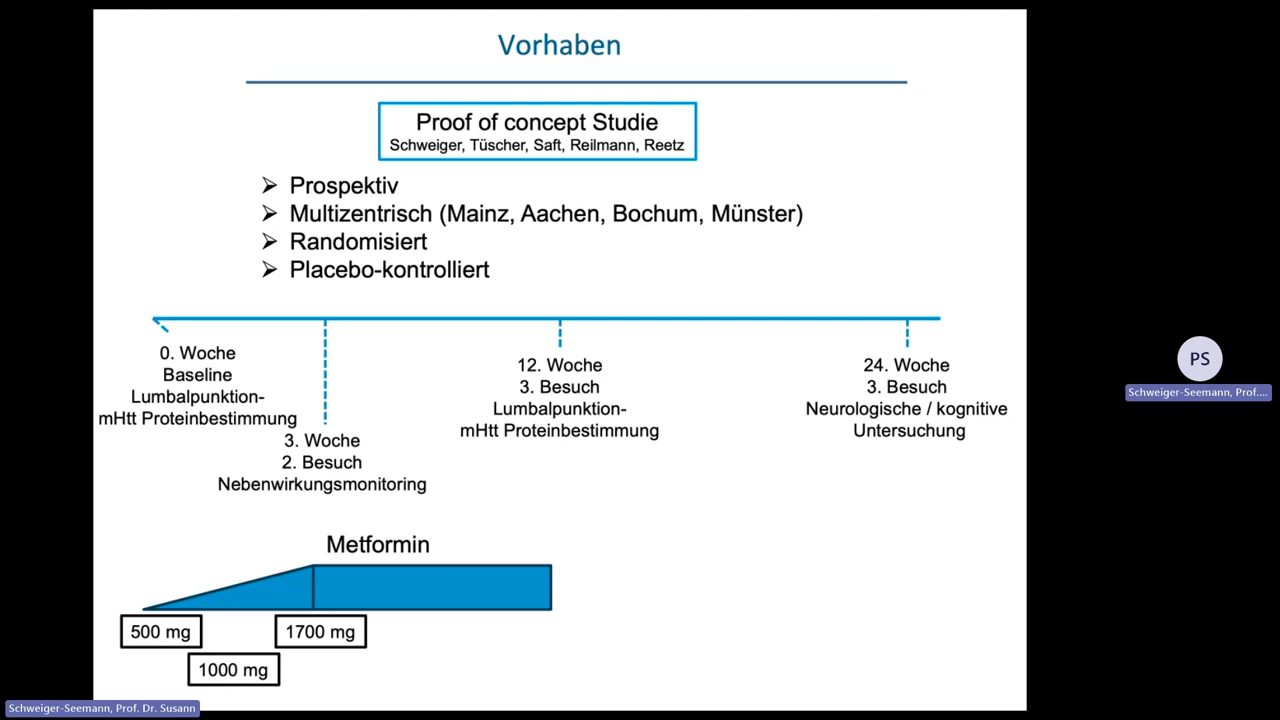 Vorhaben
Proof of concept Studie
Schweiger, Tüscher, Saft, Reilmann, Reetz
➢ Prospektiv
➢ Multizentrisch (Mainz, Aachen, Bochum, Münster)
➢ Randomisiert
➢ Placebo-kontrolliert
0. Woche
Baseline
Lumbalpunktion-
mHtt Proteinbestimmung
3. Woche
2. Besuch
Nebenwirkungsmonitoring
12. Woche
3. Besuch
Lumbalpunktion-
mHtt Proteinbestimmung
24. Woche
3. Besuch
Neurologische / kognitive
Untersuchung
Metformin
500 mg
1000 mg
1700 mg
PS
Schweiger-Seemann, Prof....
Schweiger-Seemann, Prof. Dr. Susann